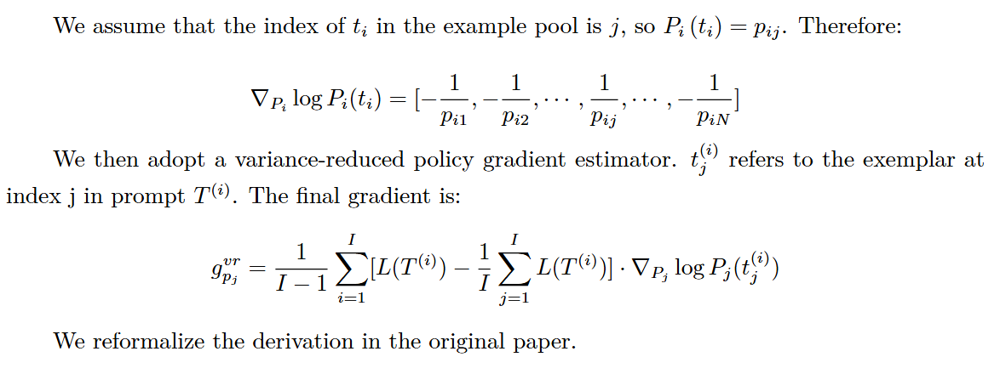 We assume that the index of $t_i$ in the example pool is $j$, so $P_i(t_i) = p_{ij}$. Therefore:
$\nabla_{P_i} \log P_i(t_i) = [-\frac{1}{p_{i1}}, -\frac{1}{p_{i2}}, \cdots, \frac{1}{p_{ij}}, \cdots, -\frac{1}{p_{iN}}]$
We then adopt a variance-reduced policy gradient estimator. $t_j^{(i)}$ refers to the exemplar at
index j in prompt $T^{(i)}$. The final gradient is:
$g_{p_j}^{vr} = \frac{1}{I-1} \sum_{i=1}^{I} [L(T^{(i)}) - \frac{1}{I} \sum_{j=1}^{I} L(T^{(i)})] \cdot \nabla_{P_j} \log P_j(t_j^{(i)})$
We reformalize the derivation in the original paper.